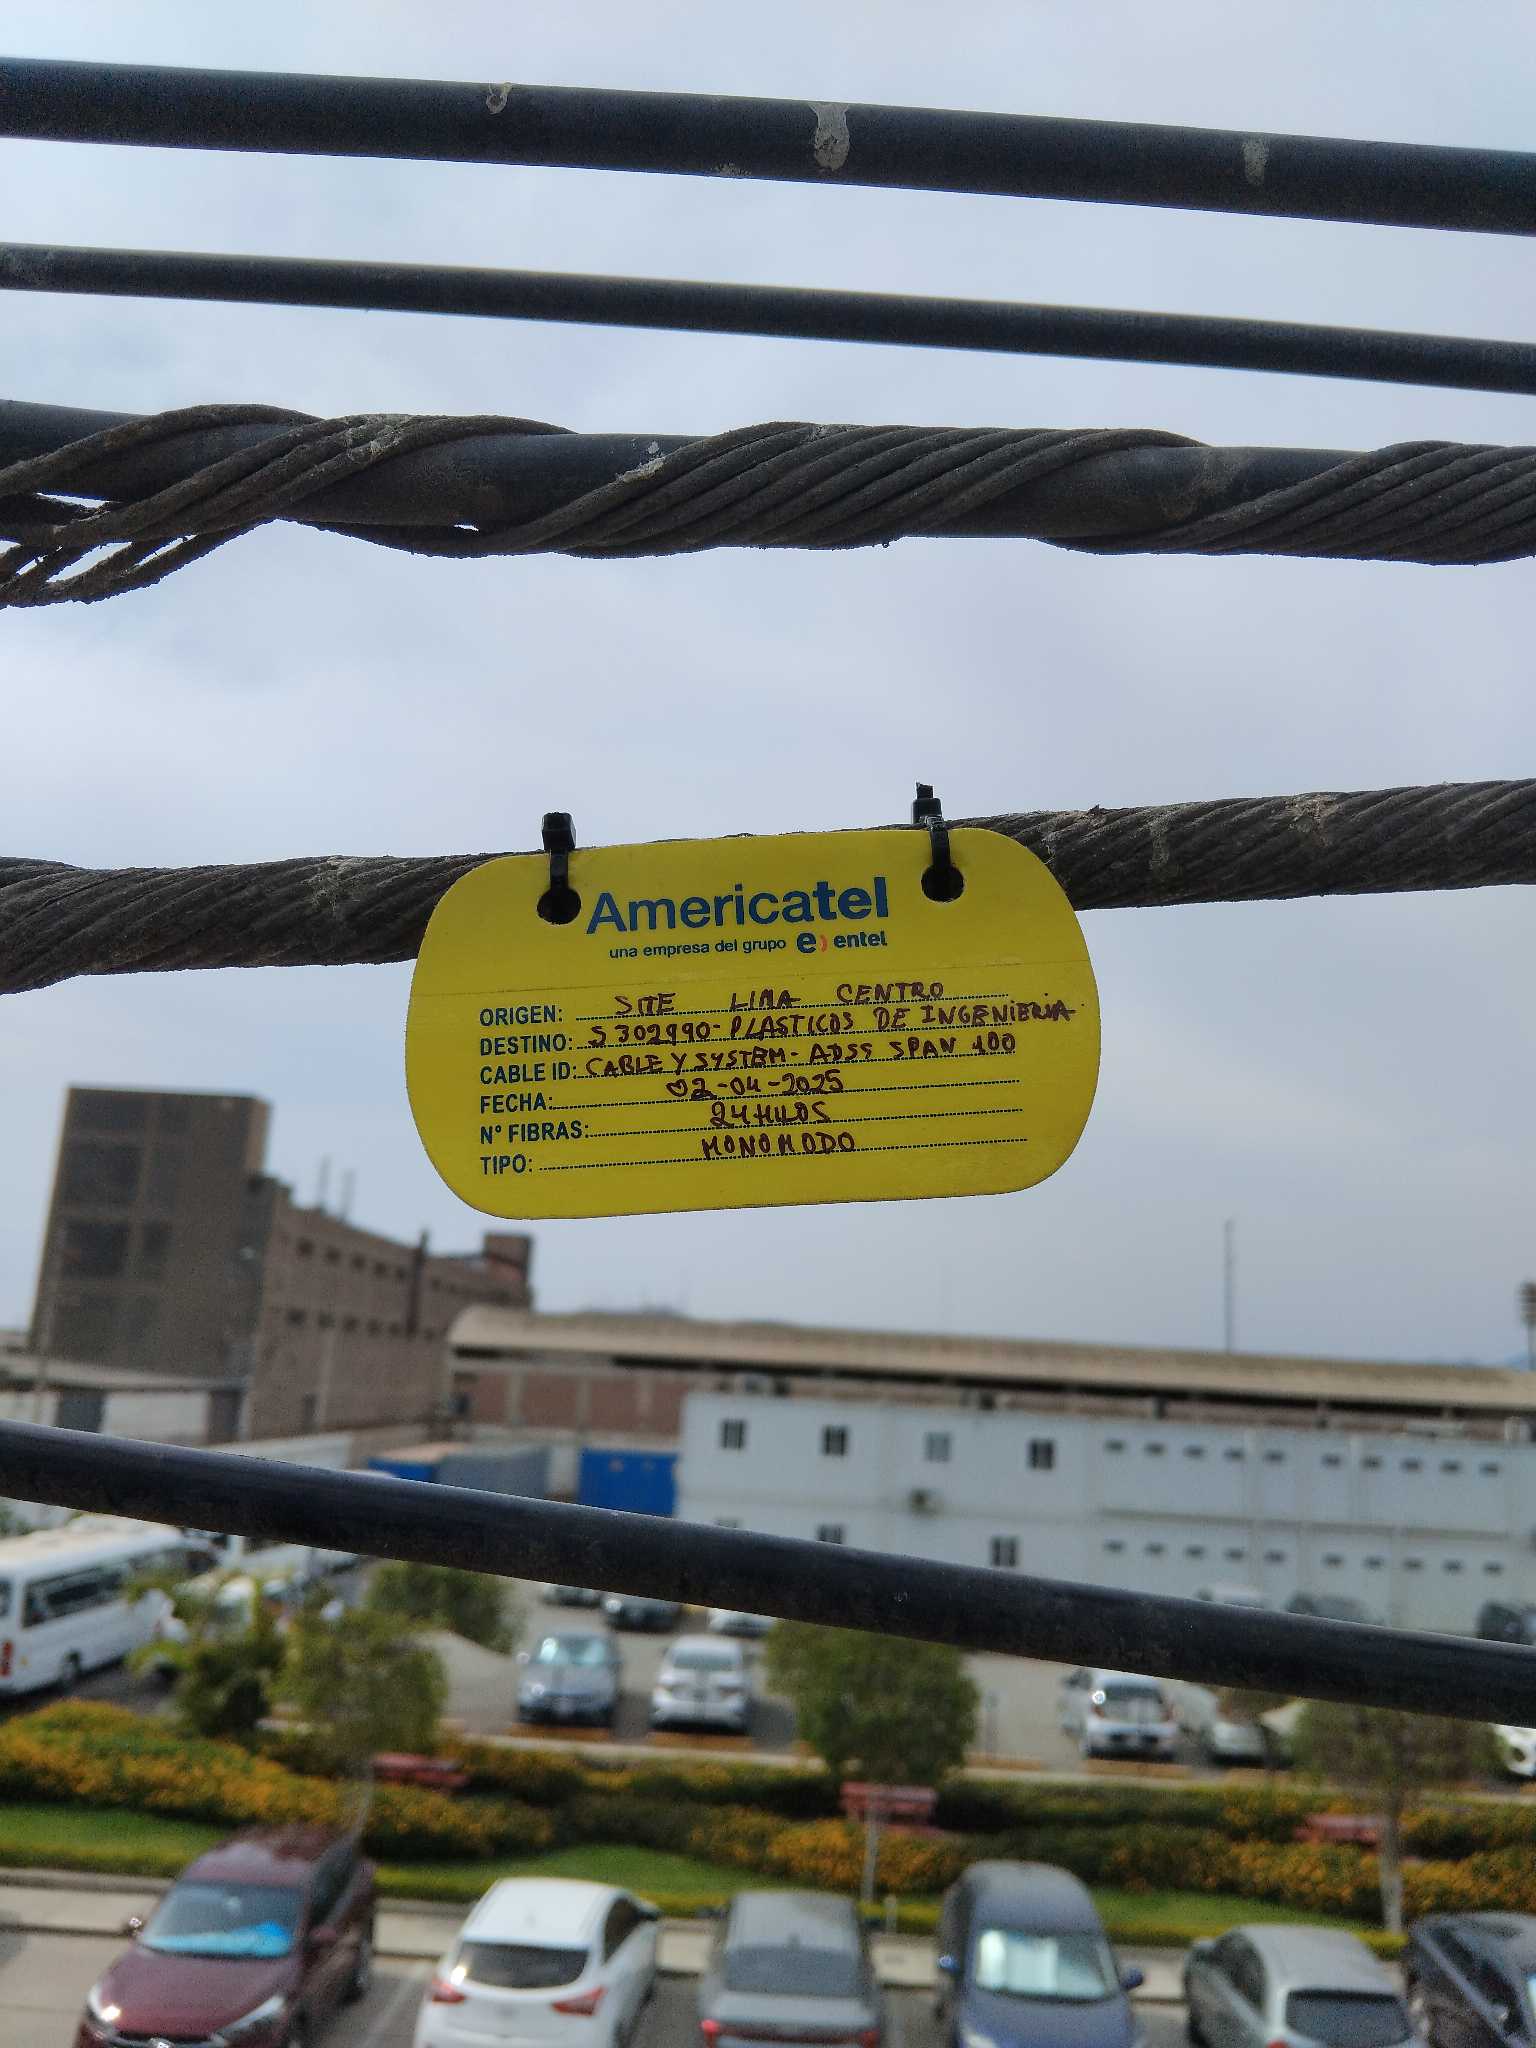 Americatel
una empresa del grupo e) entel
ORIGEN: SITE LIMA CENTRO
DESTINO: S302990-PLASTICOS DE INGENIERIA
CABLE ID: CABLE Y SYSTEM- ADSS SPAN 100
FECHA: 02-04-2025
Nº FIBRAS: 24 HILOS
TIPO: MONOMODO